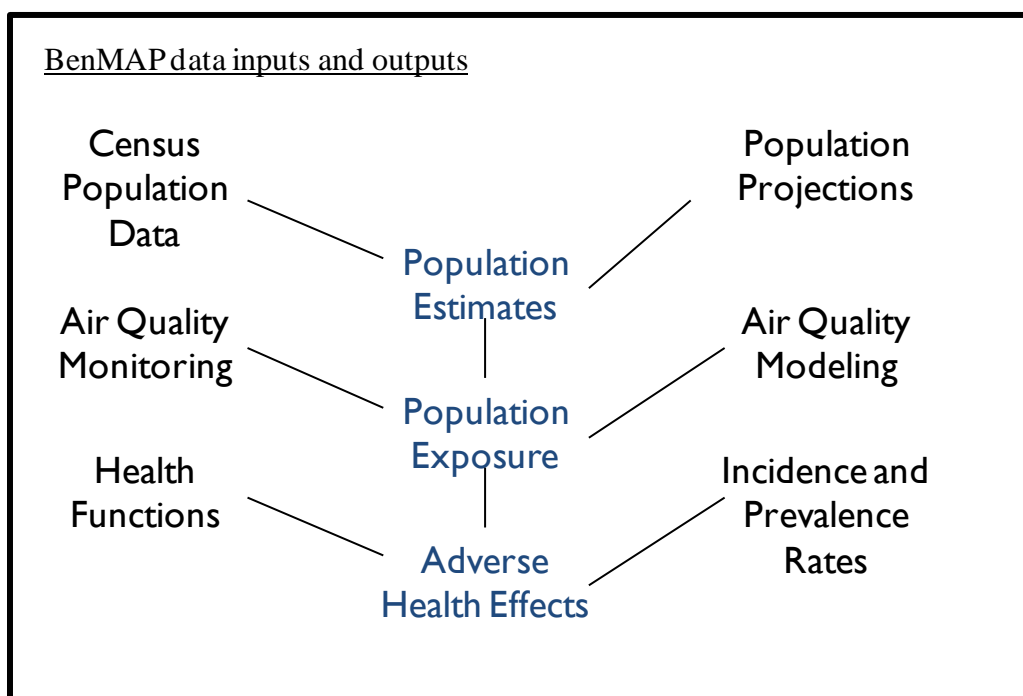 BenMAP data inputs and outputs
Census
Population
Data
Population
Projections
Population
Estimates
Air Quality
Monitoring
Air Quality
Modeling
Population
Exposure
Health
Functions
Incidence and
Prevalence
Rates
Adverse
Health Effects